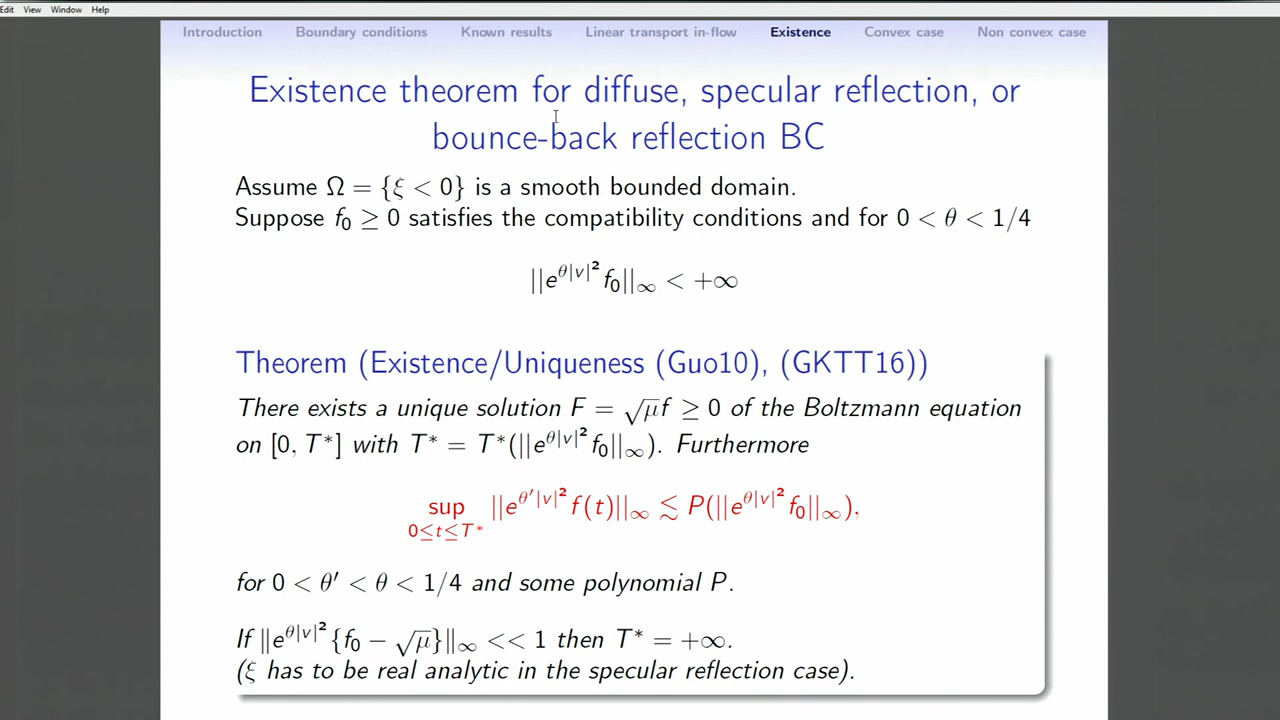 Edit View Window Help
Introduction Boundary conditions Known results Linear transport in-flow Existence Convex case Non convex case
Existence theorem for diffuse, specular reflection, or
bounce-back reflection BC
Assume Ω = {ξ < 0} is a smooth bounded domain.
Suppose f₀ ≥ 0 satisfies the compatibility conditions and for 0 < θ < 1/4
||e^{θ|v|²} f₀||_∞ < +∞
Theorem (Existence/Uniqueness (Guo10), (GKTT16))
There exists a unique solution F = √μf ≥ 0 of the Boltzmann equation
on [0, T*] with T* = T*(||e^{θ|v|²} f₀||_∞). Furthermore
sup_{0≤t≤T*} ||e^{θ′|v|²} f(t)||_∞ ≲ P(||e^{θ|v|²} f₀||_∞),
for 0 < θ′ < θ < 1/4 and some polynomial P.
If ||e^{θ|v|²} {f₀ − √μ}||_∞ << 1 then T* = +∞.
(ξ has to be real analytic in the specular reflection case).